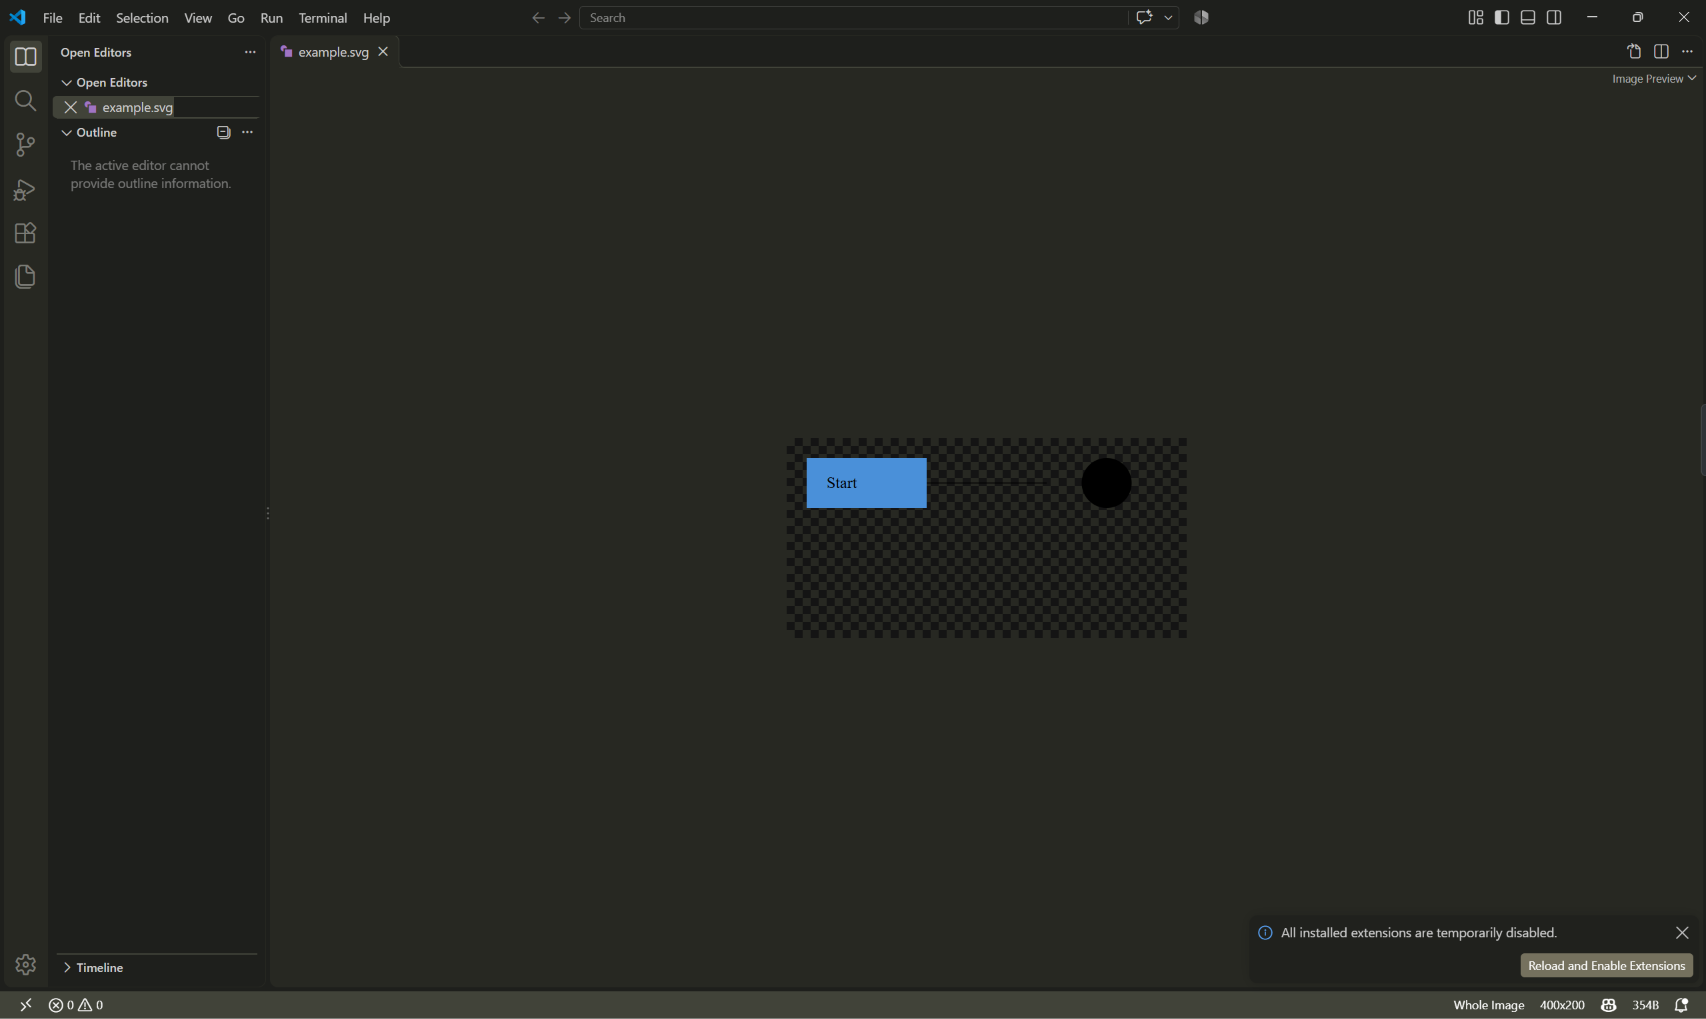 File Edit Selection View Go Run Terminal Help
Search
Open Editors
example.svg
Image Preview
Open Editors
example.svg
Outline
The active editor cannot
provide outline information.
Start
All installed extensions are temporarily disabled.
Reload and Enable Extensions
Timeline
0 0
Whole Image 400x200 354B